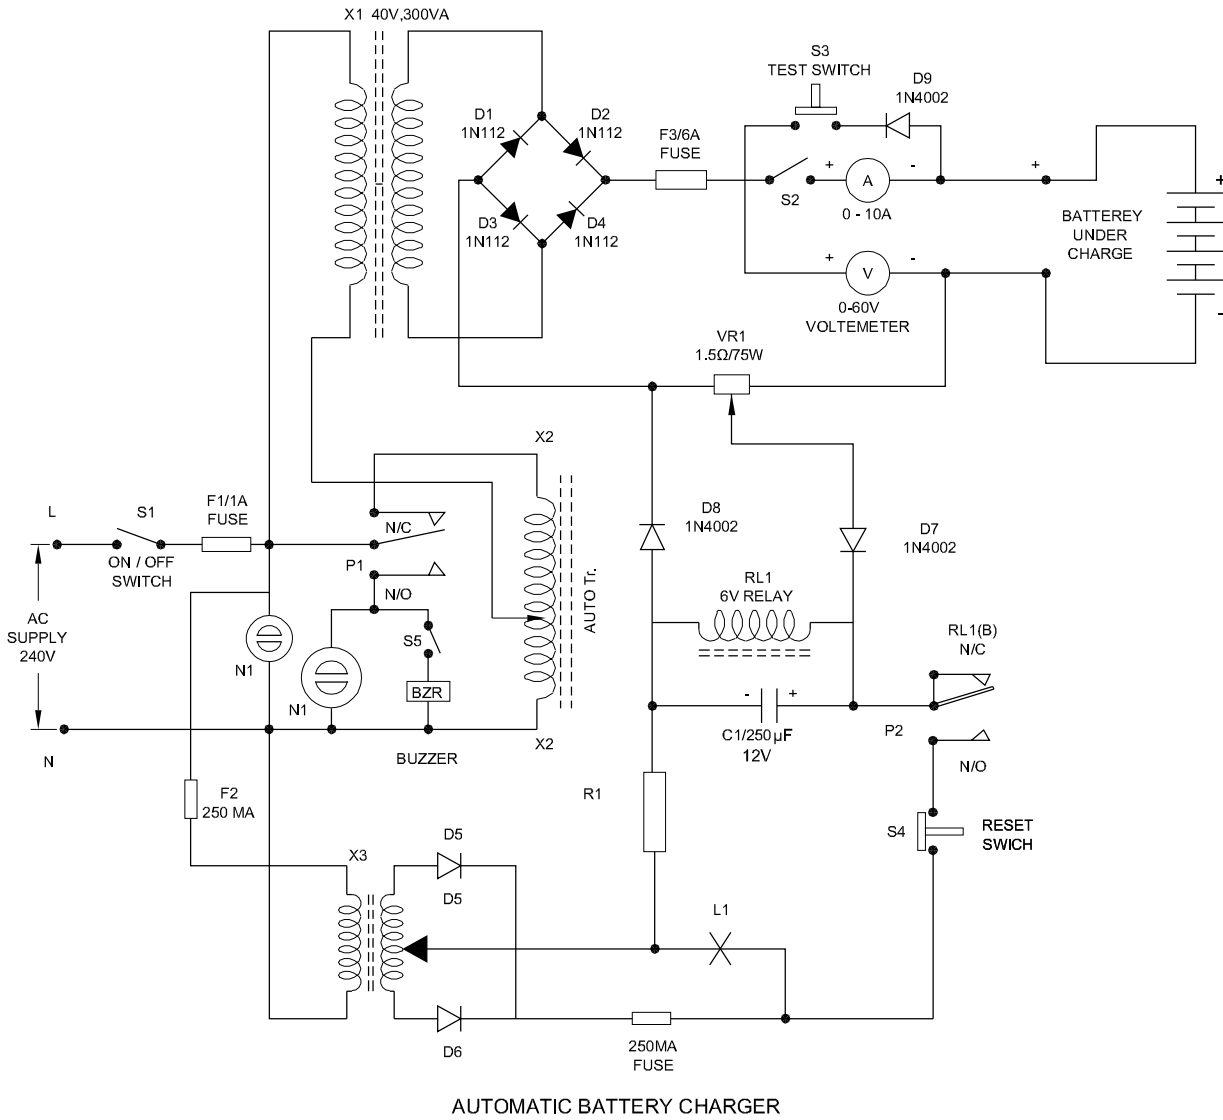 X1 40V,300VA
S3
TEST SWITCH
D9
1N4002
D1
1N112
D2
1N112
F3/6A
FUSE
+
A
-
+
S2
0 - 10A
D3
1N112
D4
1N112
BATTEREY
UNDER
CHARGE
+
-
+
V
-
0-60V
VOLTEMETER
VR1
1.5Ω/75W
X2
L
S1
F1/1A
FUSE
N/C
ON / OFF
SWITCH
P1
N/O
AUTO Tr.
D8
1N4002
D7
1N4002
RL1
6V RELAY
AC
SUPPLY
240V
N1
S5
N1
BZR
RL1(B)
N/C
-
+
P2
C1/250µF
12V
N
X2
BUZZER
N/O
F2
250 MA
R1
S4
RESET
SWICH
X3
D5
D5
L1
D6
250MA
FUSE
AUTOMATIC BATTERY CHARGER